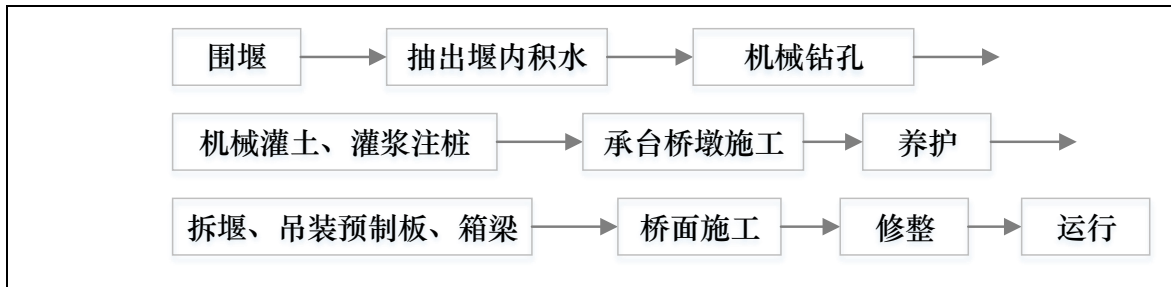 围堰 抽出堰内积水 机械钻孔
机械灌土、灌浆注桩 承台桥墩施工 养护
拆堰、吊装预制板、箱梁 桥面施工 修整 运行